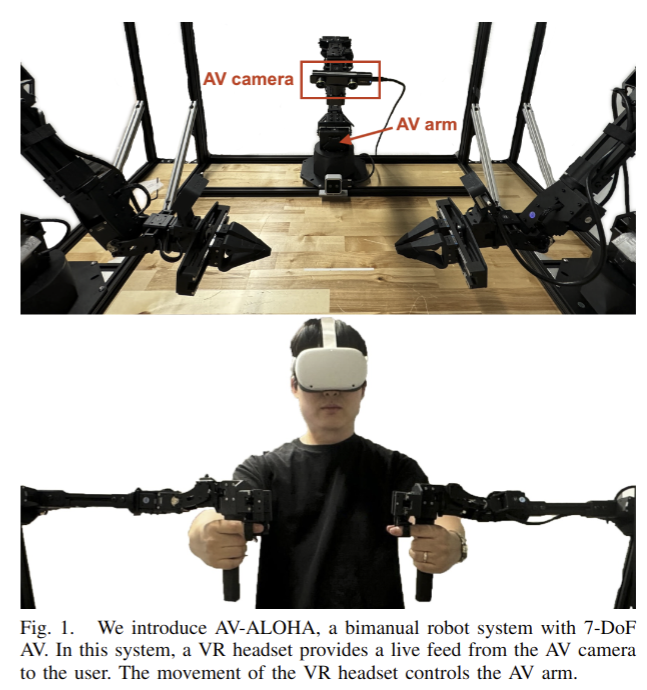 AV camera
AV arm
Fig. 1. We introduce AV-ALOHA, a bimanual robot system with 7-DoF
AV. In this system, a VR headset provides a live feed from the AV camera
to the user. The movement of the VR headset controls the AV arm.